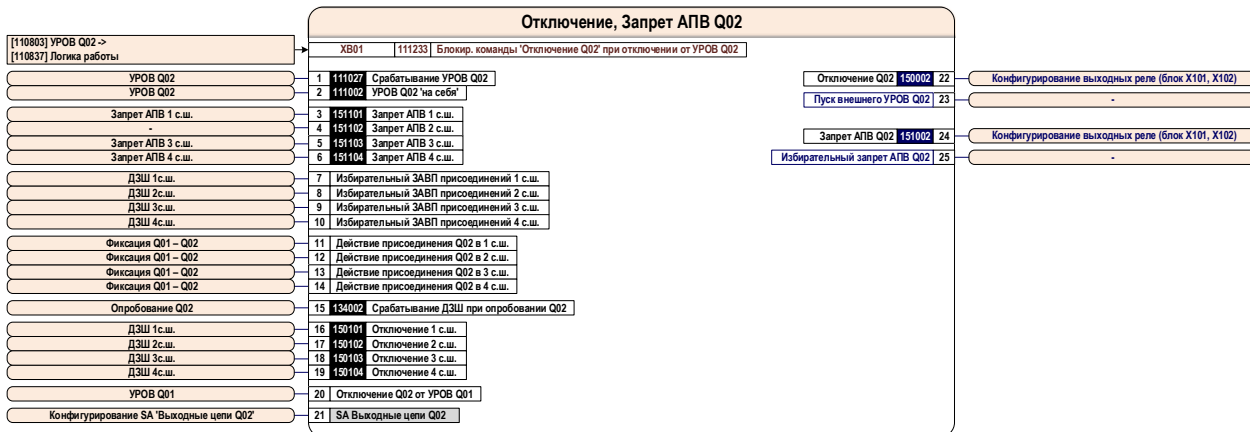 Отключение, Запрет АПВ Q02
[110803] УРОВ Q02 ->
[110837] Логика работы
XB01 111233 Блокир. команды 'Отключение Q02' при отключении от УРОВ Q02
УРОВ Q02 1 111027 Срабатывание УРОВ Q02
УРОВ Q02 2 111002 УРОВ Q02 'на себя'
Запрет АПВ 1 с.ш. 3 151101 Запрет АПВ 1 с.ш.
- 4 151102 Запрет АПВ 2 с.ш.
Запрет АПВ 3 с.ш. 5 151103 Запрет АПВ 3 с.ш.
Запрет АПВ 4 с.ш. 6 151104 Запрет АПВ 4 с.ш.
ДЗШ 1с.ш. 7 Избирательный ЗАВП присоединений 1 с.ш.
ДЗШ 2с.ш. 8 Избирательный ЗАВП присоединений 2 с.ш.
ДЗШ 3с.ш. 9 Избирательный ЗАВП присоединений 3 с.ш.
ДЗШ 4с.ш. 10 Избирательный ЗАВП присоединений 4 с.ш.
Фиксация Q01 – Q02 11 Действие присоединения Q02 в 1 с.ш.
Фиксация Q01 – Q02 12 Действие присоединения Q02 в 2 с.ш.
Фиксация Q01 – Q02 13 Действие присоединения Q02 в 3 с.ш.
Фиксация Q01 – Q02 14 Действие присоединения Q02 в 4 с.ш.
Опробование Q02 15 134002 Срабатывание ДЗШ при опробовании Q02
ДЗШ 1с.ш. 16 150101 Отключение 1 с.ш.
ДЗШ 2с.ш. 17 150102 Отключение 2 с.ш.
ДЗШ 3с.ш. 18 150103 Отключение 3 с.ш.
ДЗШ 4с.ш. 19 150104 Отключение 4 с.ш.
УРОВ Q01 20 Отключение Q02 от УРОВ Q01
Конфигурирование SA 'Выходные цепи Q02' 21 SA Выходные цепи Q02
Отключение Q02 150002 22 Конфигурирование выходных реле (блок X101, X102)
Пуск внешнего УРОВ Q02 23 -
Запрет АПВ Q02 151002 24 Конфигурирование выходных реле (блок X101, X102)
Избирательный запрет АПВ Q02 25 -